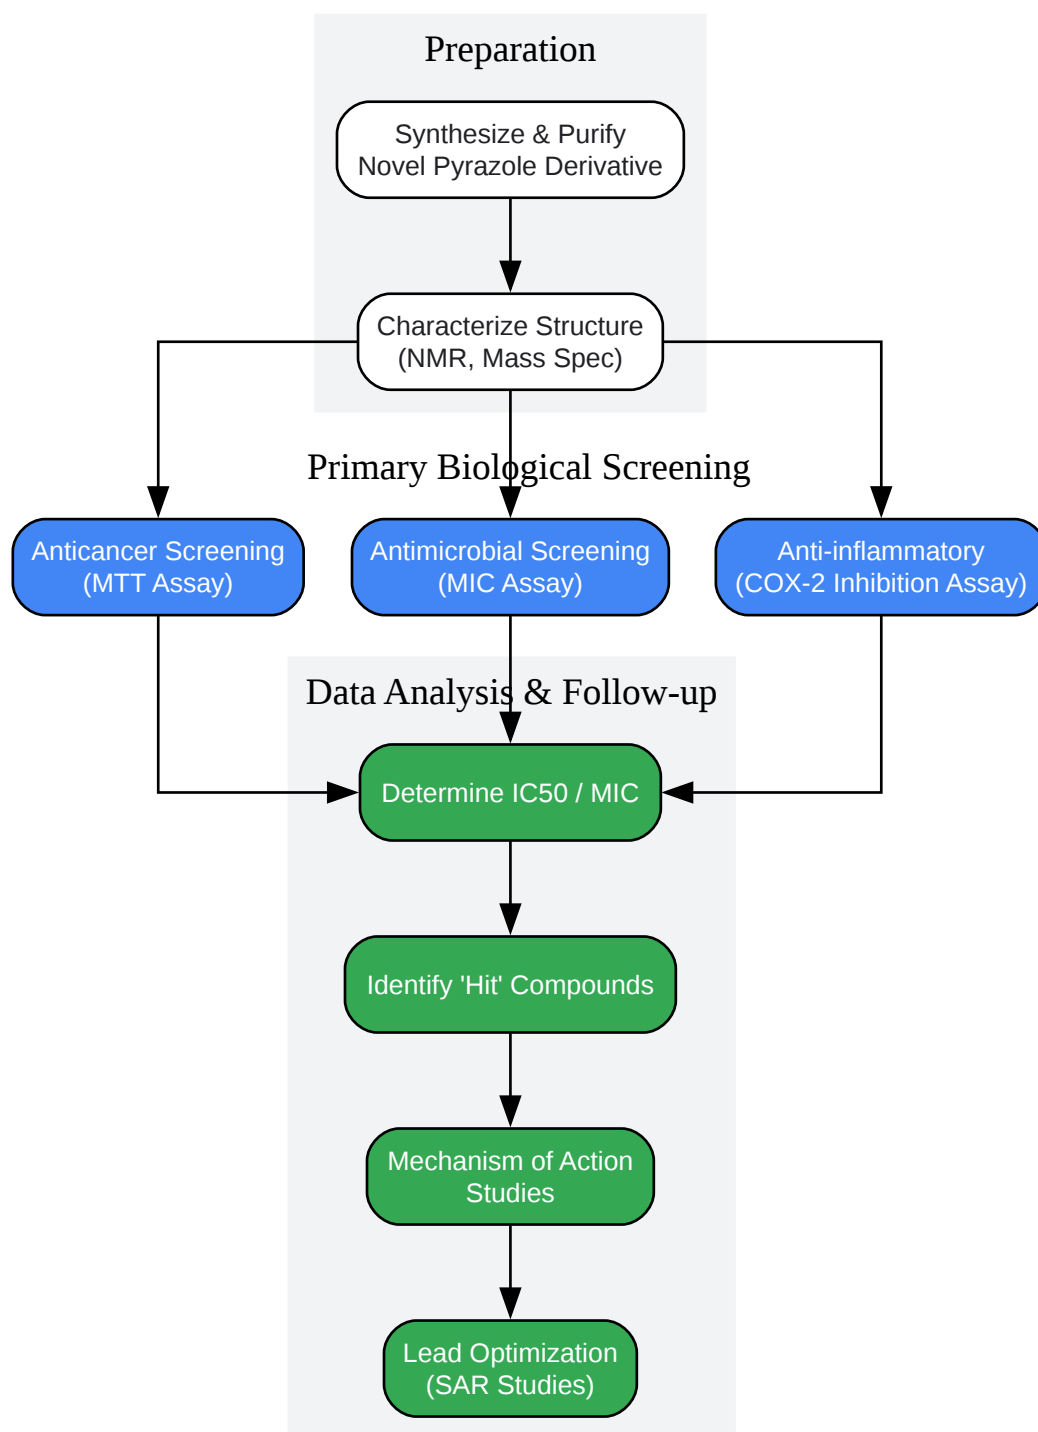 Preparation
Synthesize & Purify
Novel Pyrazole Derivative
Characterize Structure
(NMR, Mass Spec)
Primary Biological Screening
Anticancer Screening
(MTT Assay)
Antimicrobial Screening
(MIC Assay)
Anti-inflammatory
(COX-2 Inhibition Assay)
Data Analysis & Follow-up
Determine IC50 / MIC
Identify 'Hit' Compounds
Mechanism of Action
Studies
Lead Optimization
(SAR Studies)